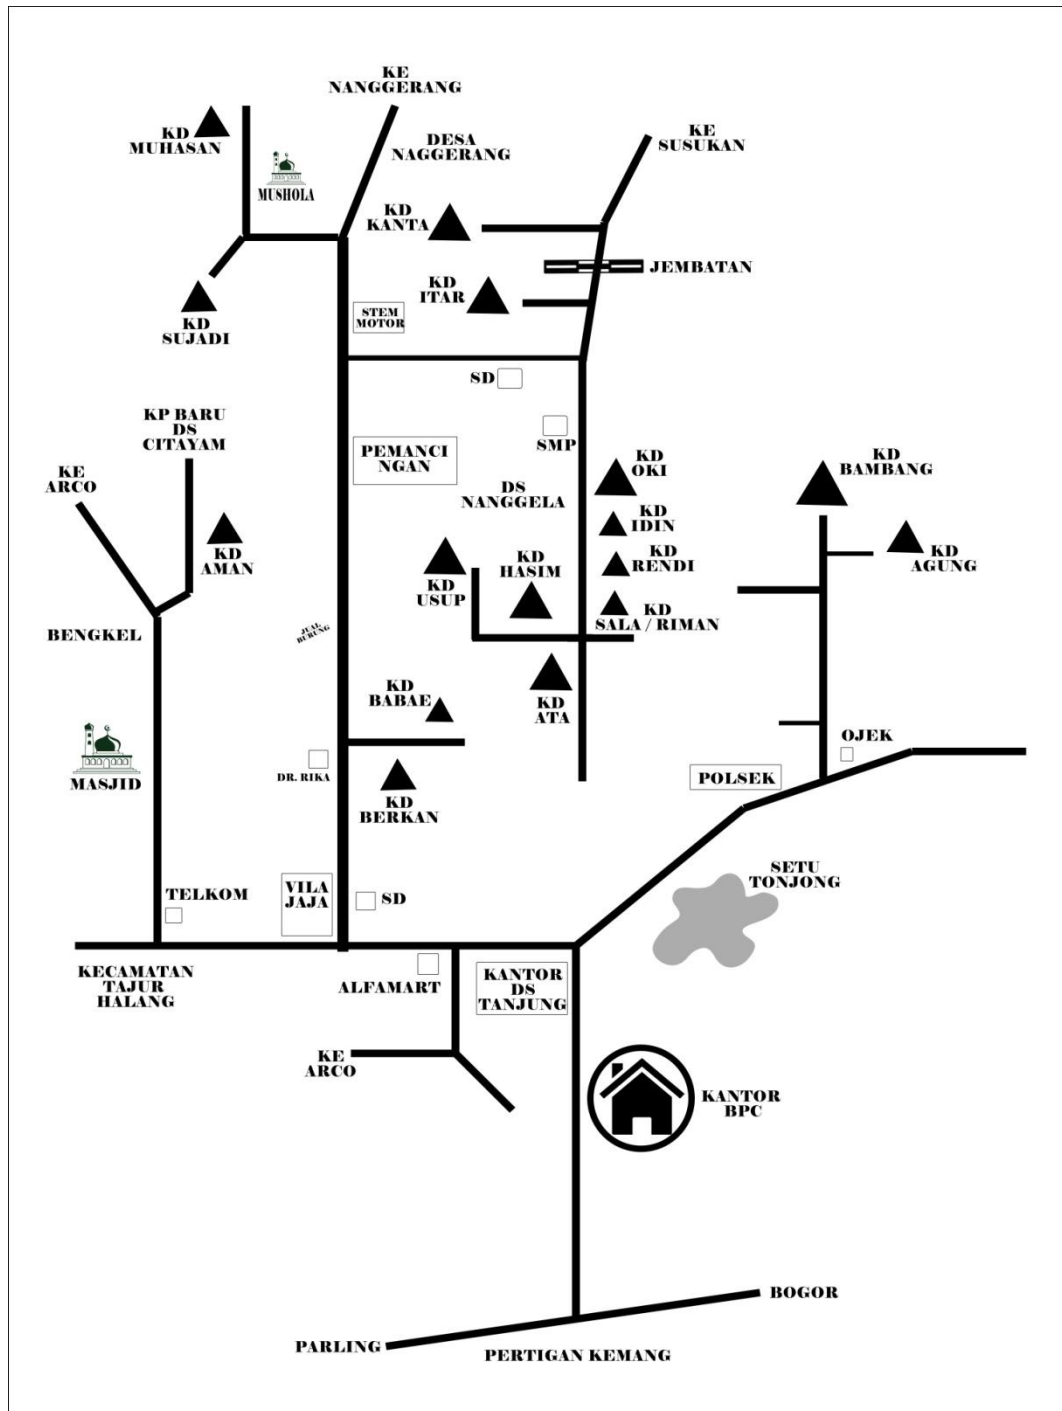 KE
NANGGERANG
KD
MUHASAN
MUSHOLA
DESA
NAGGERANG
KE
SUSUKAN
KD
KANTA
JEMBATAN
KD
ITAR
KD
SUJADI
STEM
MOTOR
SD
SMP
KP BARU
DS
CITAYAM
PEMANCI
NGAN
KE
ARCO
DS
NANGGELA
KD
OKI
KD
BAMBANG
KD
IDIN
KD
AMAN
KD
HASIM
KD
RENDI
KD
AGUNG
KD
USUP
KD
SALA / RIMAN
BENGKEL
JUAL
BURUNG
KD
BABAE
KD
ATA
OJEK
MASJID
DR. RIKA
POLSEK
KD
BERKAN
SETU
TONJONG
TELKOM
VILA
JAJA
SD
KECAMATAN
TAJUR
HALANG
ALFAMART
KANTOR
DS
TANJUNG
KE
ARCO
KANTOR
BPC
BOGOR
PARLING
PERTIGAN KEMANG